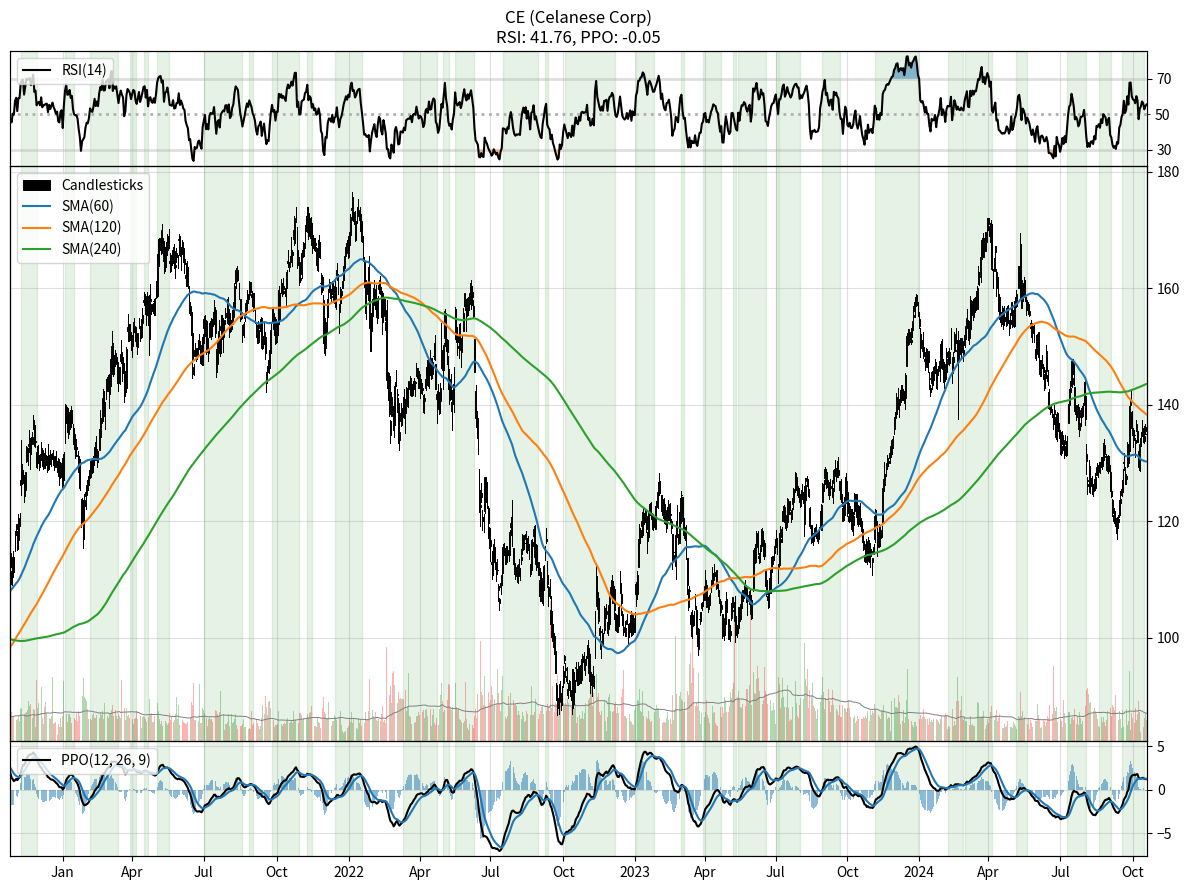 CE (Celanese Corp)
RSI: 41.76, PPO: -0.05
RSI(14)
70
50
30
Candlesticks
SMA(60)
SMA(120)
SMA(240)
180
160
140
120
100
PPO(12, 26, 9)
5
0
−5
Jan Apr Jul Oct 2022 Apr Jul Oct 2023 Apr Jul Oct 2024 Apr Jul Oct